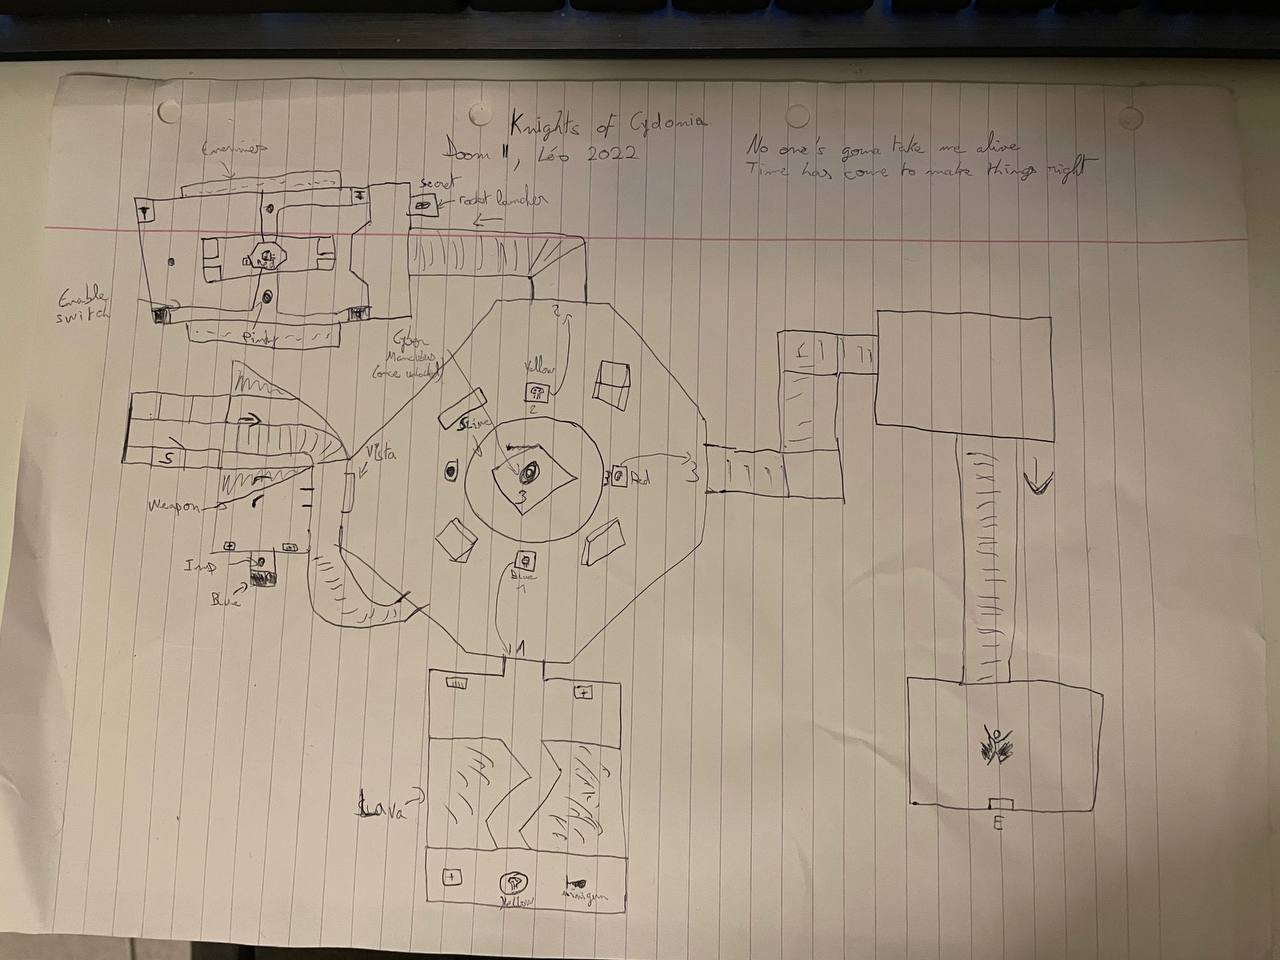 Knights of Cydonia
Doom II, Léo 2022
No one's gonna take me alive
Time has come to make things right
Enemies
secret
rocket launcher
Enable
switch
Pinky
Cyber
Mancubus
(once unlocked)
2
Yellow
2
Slime
Vista
3
3
Red
3
S
Weapon
Imp
Blue
Blue
1
1
Lava
Yellow
Minigun
E